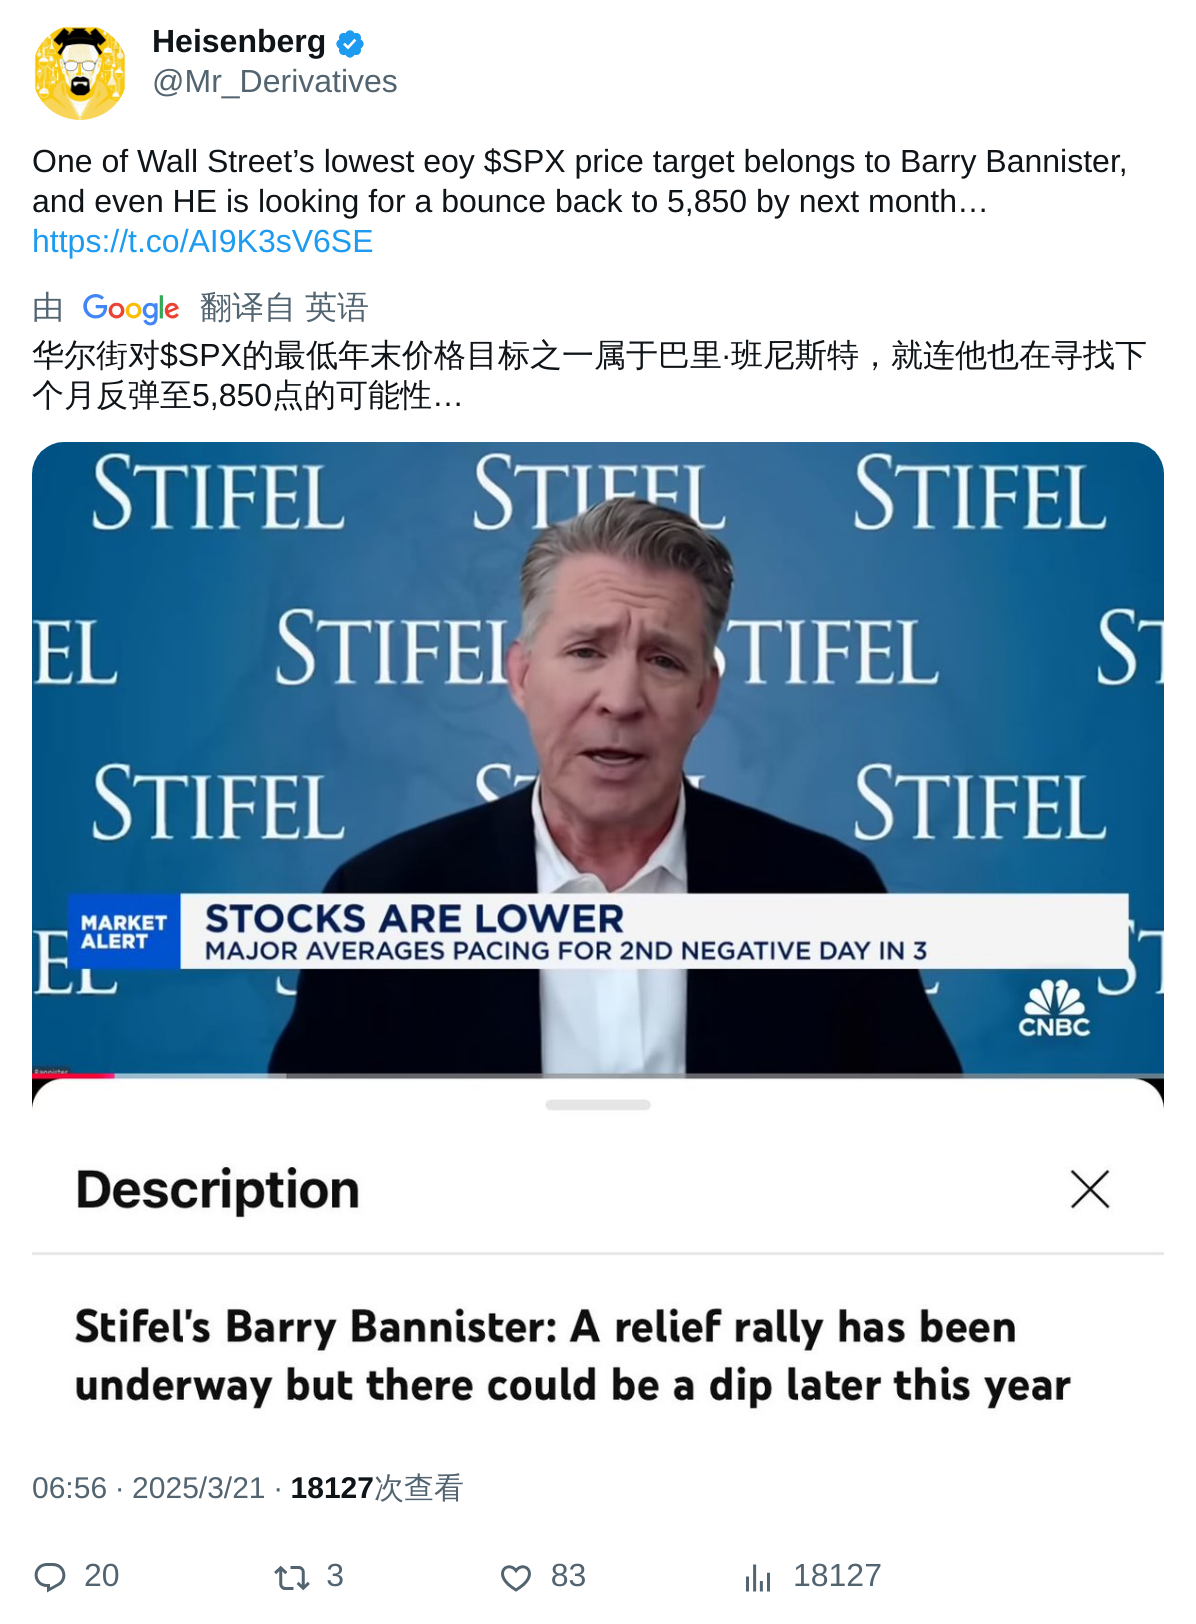 Heisenberg
@Mr_Derivatives
One of Wall Street’s lowest eoy $SPX price target belongs to Barry Bannister,
and even HE is looking for a bounce back to 5,850 by next month…
https://t.co/AI9K3sV6SE
由 Google 翻译自 英语
华尔街对$SPX的最低年末价格目标之一属于巴里·班尼斯特，就连他也在寻找下
个月反弹至5,850点的可能性…
STIFEL STIFEL STIFEL
EL STIFEL STIFEL ST
STIFEL ST STIFEL
EL ST
MARKET
ALERT
STOCKS ARE LOWER
MAJOR AVERAGES PACING FOR 2ND NEGATIVE DAY IN 3
CNBC
Bannister
Description
Stifel's Barry Bannister: A relief rally has been
underway but there could be a dip later this year
06:56 · 2025/3/21 · 18127次查看
20 3 83 18127